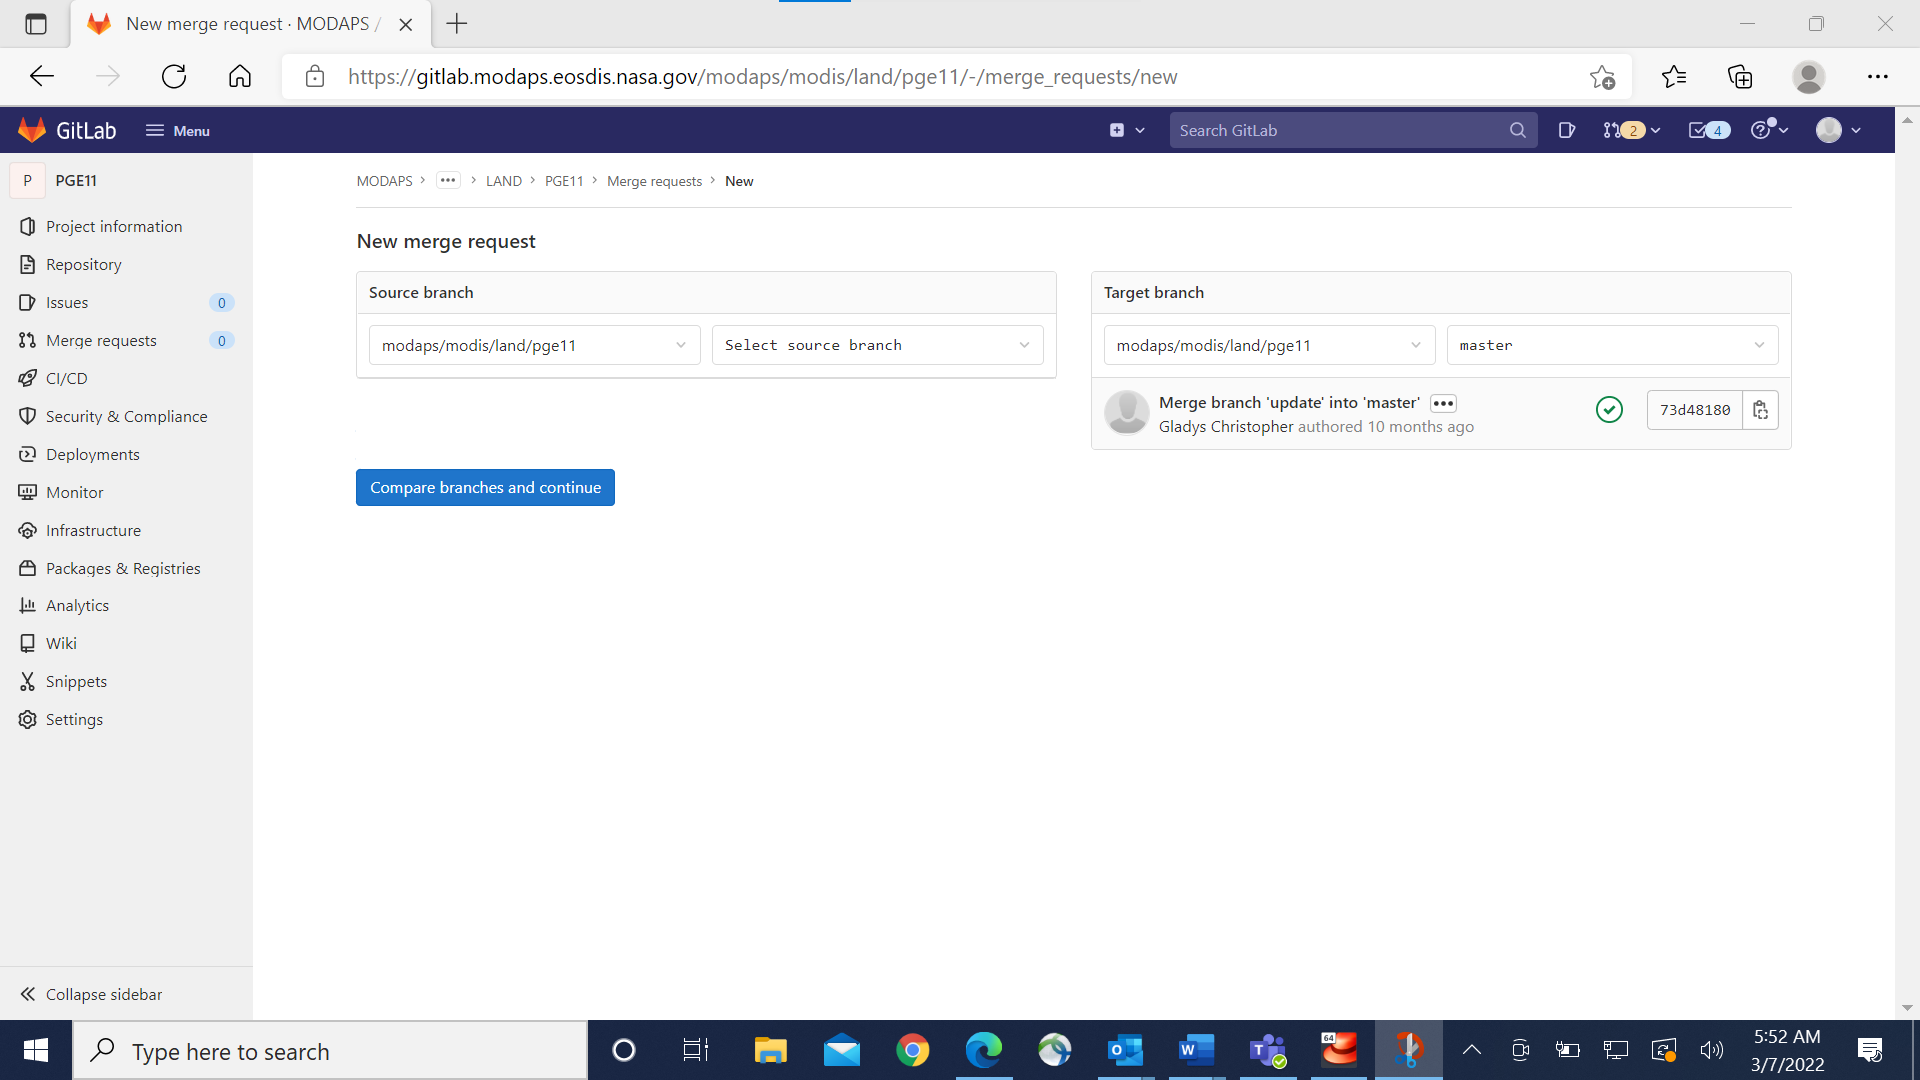 New merge request · MODAPS /
https://gitlab.modaps.eosdis.nasa.gov/modaps/modis/land/pge11/-/merge_requests/new
GitLab
Menu
Search GitLab
2
4
P
PGE11
Project information
Repository
Issues
0
Merge requests
0
CI/CD
Security & Compliance
Deployments
Monitor
Infrastructure
Packages & Registries
Analytics
Wiki
Snippets
Settings
Collapse sidebar
MODAPS > ••• > LAND > PGE11 > Merge requests > New
New merge request
Source branch
modaps/modis/land/pge11
Select source branch
Target branch
modaps/modis/land/pge11
master
Merge branch 'update' into 'master' •••
Gladys Christopher authored 10 months ago
73d48180
Compare branches and continue
Type here to search
O
W
T
64
5:52 AM
3/7/2022